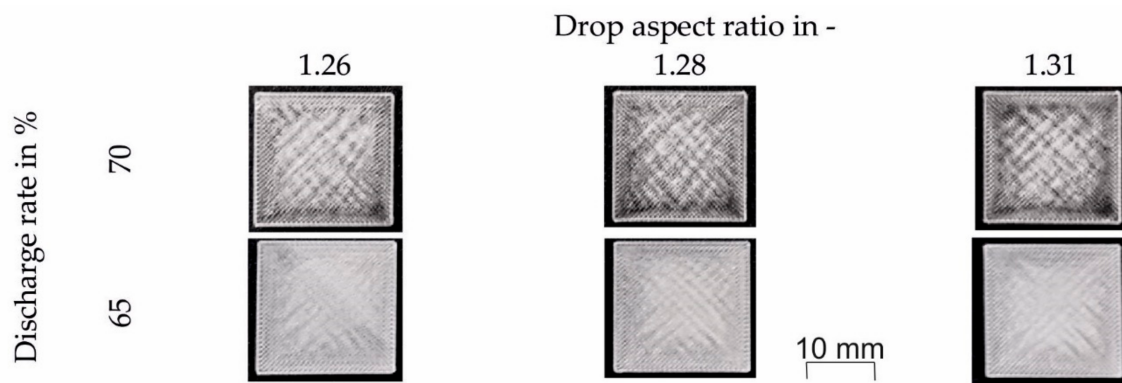 Drop aspect ratio in -
1.26 1.28 1.31
Discharge rate in %
70
65
10 mm